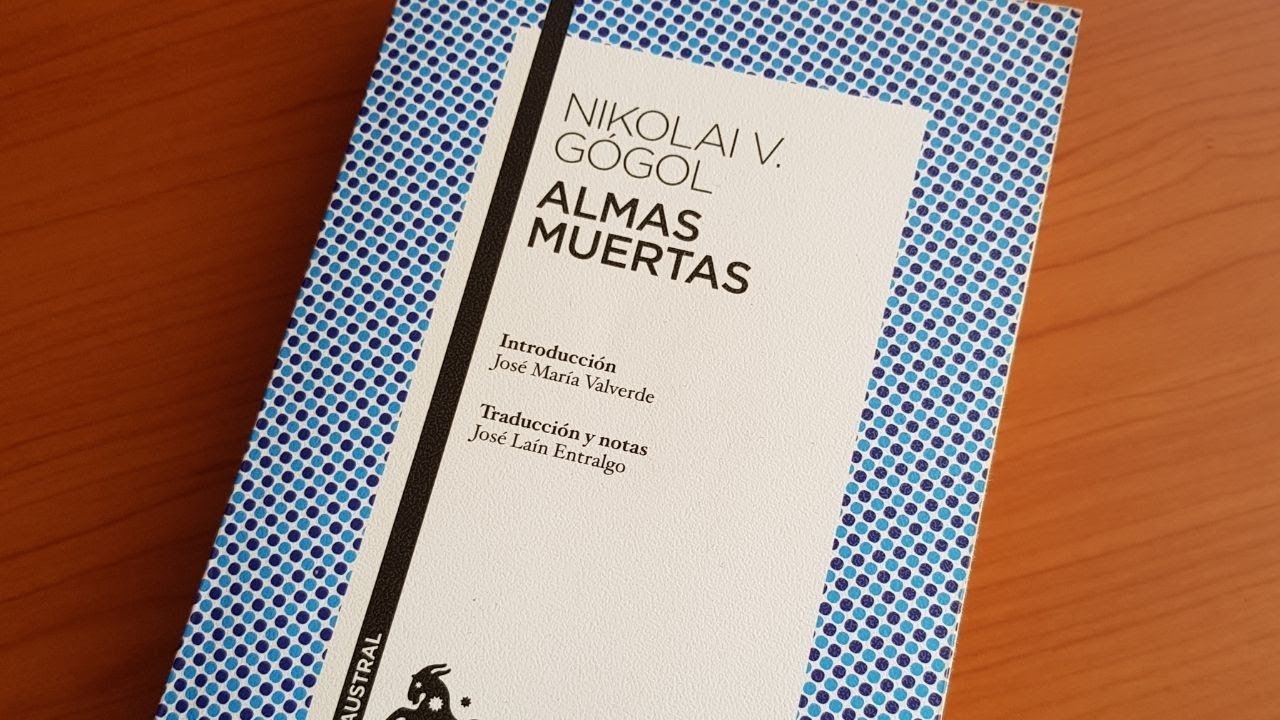 NIKOLAI V.
GÓGOL
ALMAS
MUERTAS
Introducción
José María Valverde
Traducción y notas
José Laín Entralgo
AUSTRAL